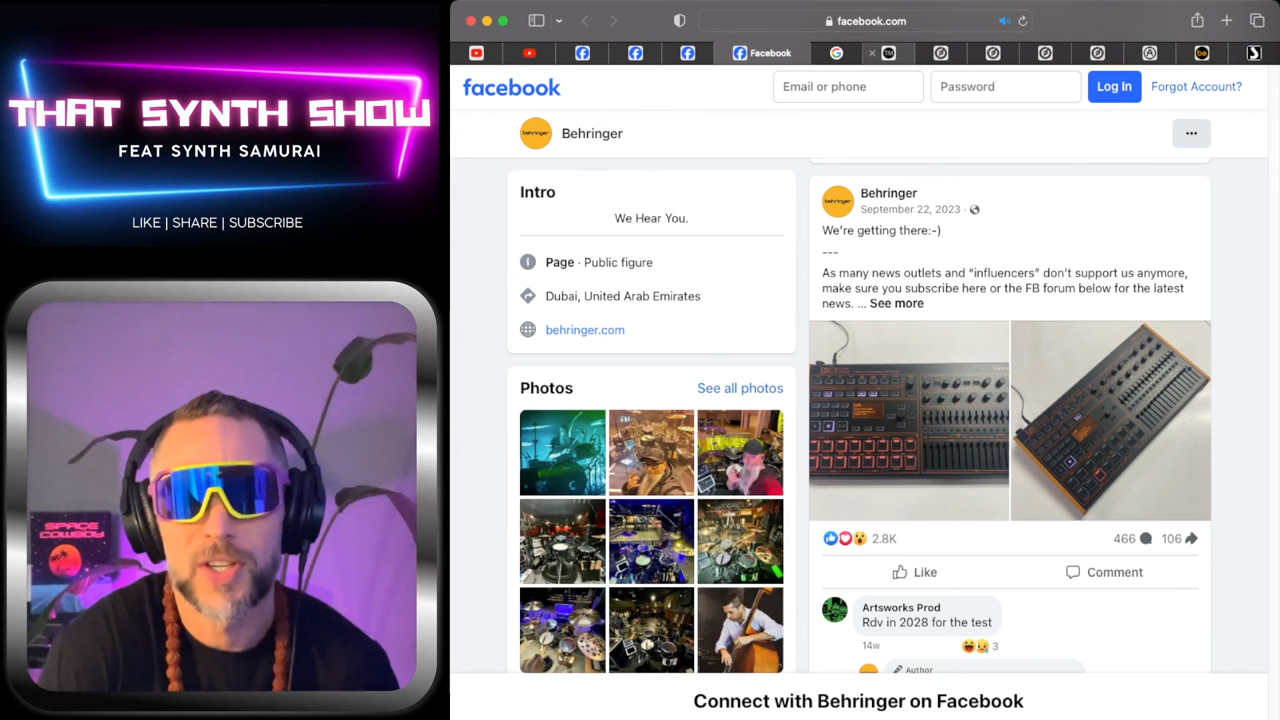 THAT SYNTH SHOW
FEAT SYNTH SAMURAI
LIKE | SHARE | SUBSCRIBE
SPACE
COWBOY
facebook.com
Facebook
facebook
Email or phone
Password
Log In
Forgot Account?
behringer
Behringer
Intro
We Hear You.
Page · Public figure
Dubai, United Arab Emirates
behringer.com
Photos
See all photos
behringer
Behringer
September 22, 2023 ·
We're getting there:-)
---
As many news outlets and “influencers” don’t support us anymore,
make sure you subscribe here or the FB forum below for the latest
news. ... See more
2.8K
466
106
Like
Comment
Artsworks Prod
Rdv in 2028 for the test
14w
3
Author
Connect with Behringer on Facebook